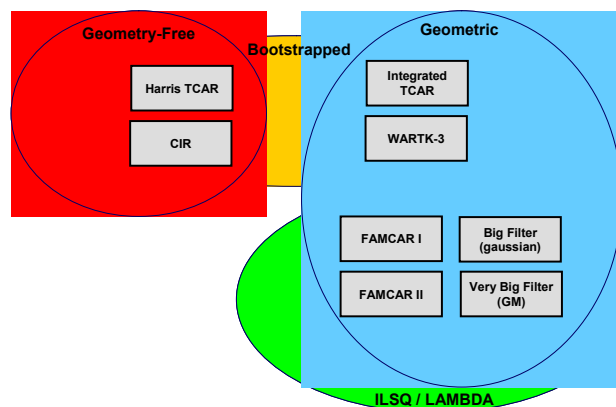 Geometry-Free
Bootstrapped
Geometric
Harris TCAR
CIR
Integrated
TCAR
WARTK-3
FAMCAR I
Big Filter
(gaussian)
FAMCAR II
Very Big Filter
(GM)
ILSQ / LAMBDA